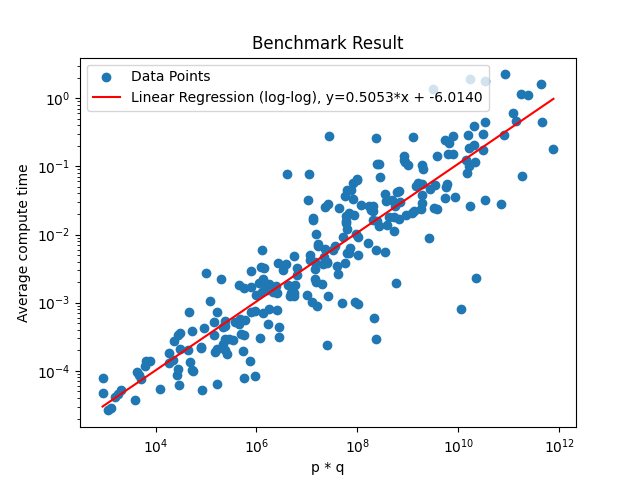 Benchmark Result
Data Points
Linear Regression (log-log), y=0.5053*x + -6.0140
Average compute time
10⁰
10⁻¹
10⁻²
10⁻³
10⁻⁴
10⁴ 10⁶ 10⁸ 10¹⁰ 10¹²
p * q